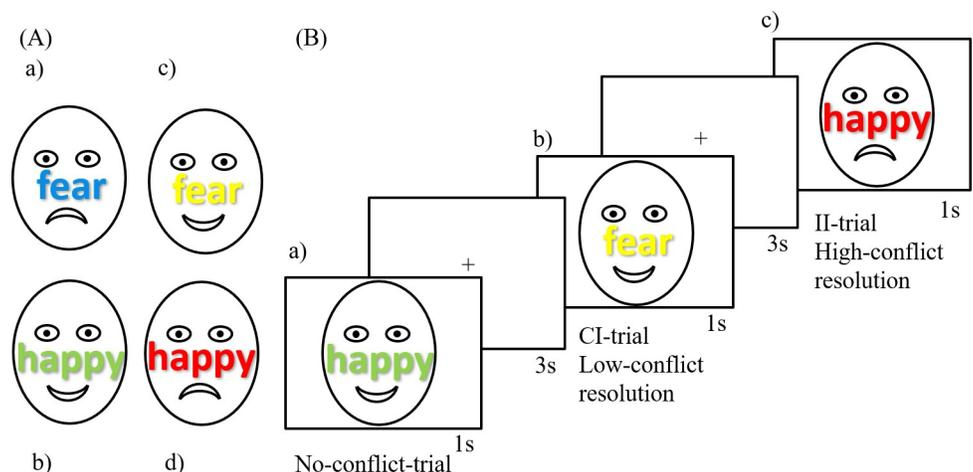 (A)
a)
c)
fear
fear
happy
happy
b)
d)
(B)
a)
happy
1s
No-conflict-trial
+
3s
b)
fear
1s
CI-trial
Low-conflict
resolution
+
3s
c)
happy
1s
II-trial
High-conflict
resolution